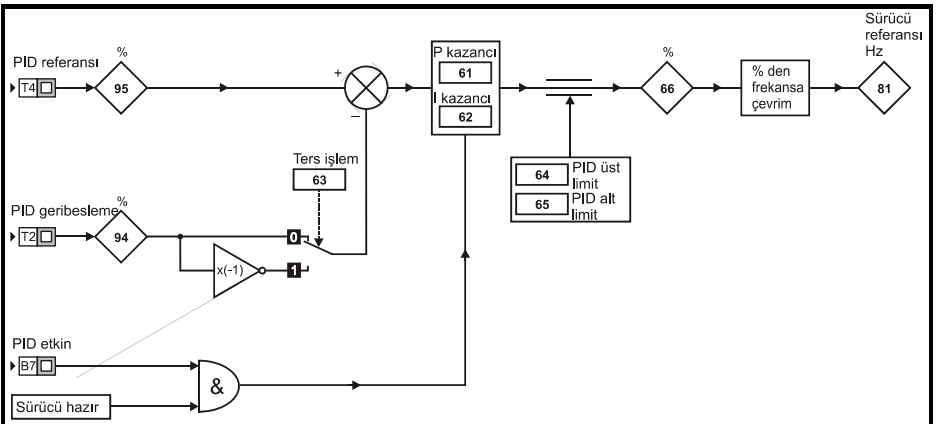 Sürücü
referansı
Hz
PID referansı
%
T4
95
+
−
P kazancı
61
I kazancı
62
%
66
% den
frekansa
çevrim
81
Ters işlem
63
64
PID üst
limit
65
PID alt
limit
PID geribesleme
%
T2
94
0
x(-1)
1
PID etkin
B7
&
Sürücü hazır